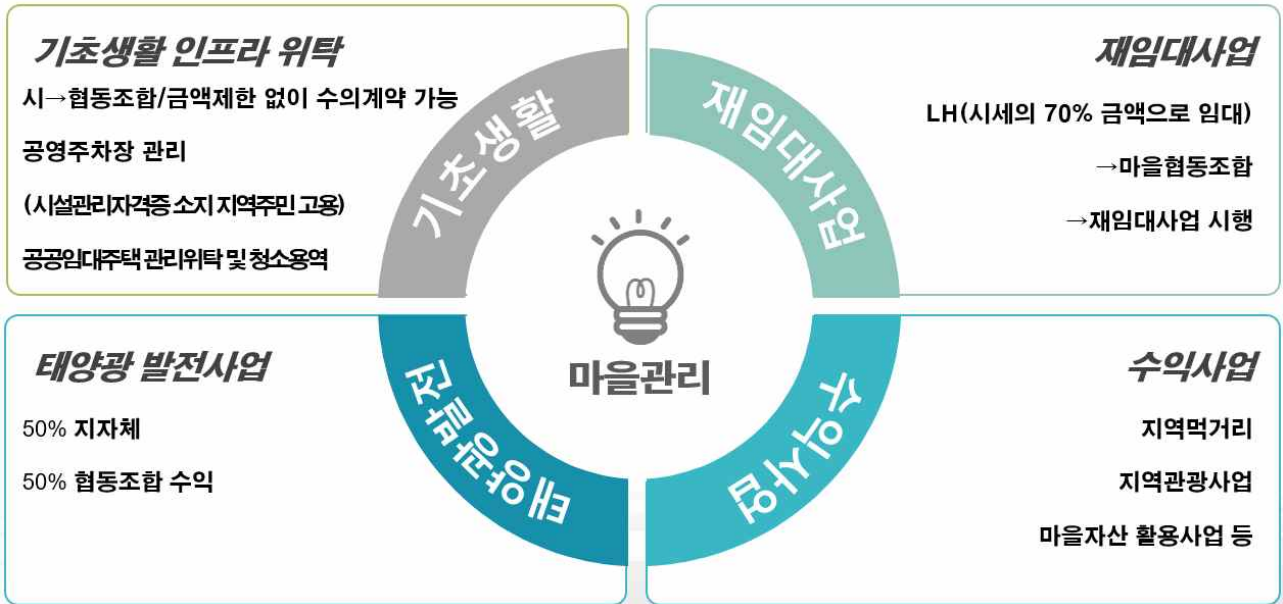 기초생활 인프라 위탁
시→협동조합/금액제한 없이 수의계약 가능
공영주차장 관리
(시설관리자격증 소지 지역주민 고용)
공공임대주택 관리위탁 및 청소용역
재임대사업
LH(시세의 70% 금액으로 임대)
→마을협동조합
→재임대사업 시행
기초생활
재임대사업
마을관리
태양광발전
수익사업
태양광 발전사업
50% 지자체
50% 협동조합 수익
수익사업
지역먹거리
지역관광사업
마을자산 활용사업 등